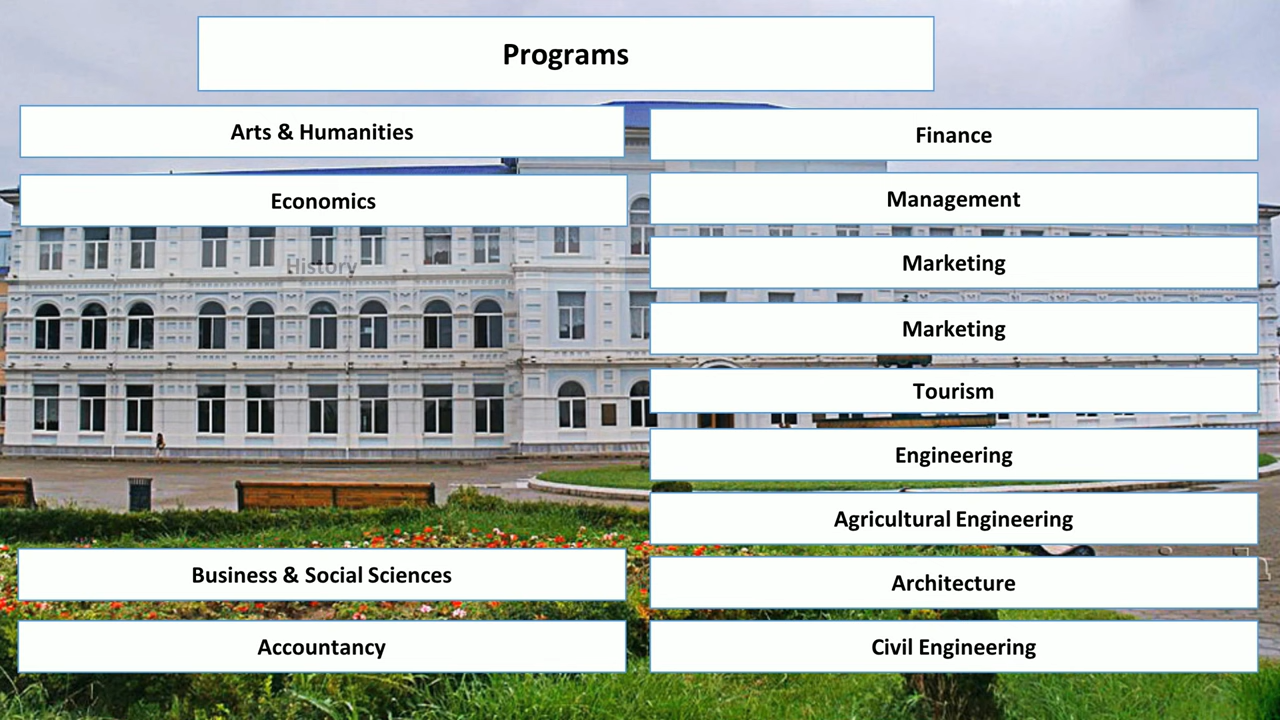 Programs
Arts & Humanities
Economics
History
Business & Social Sciences
Accountancy
Finance
Management
Marketing
Marketing
Tourism
Engineering
Agricultural Engineering
Architecture
Civil Engineering